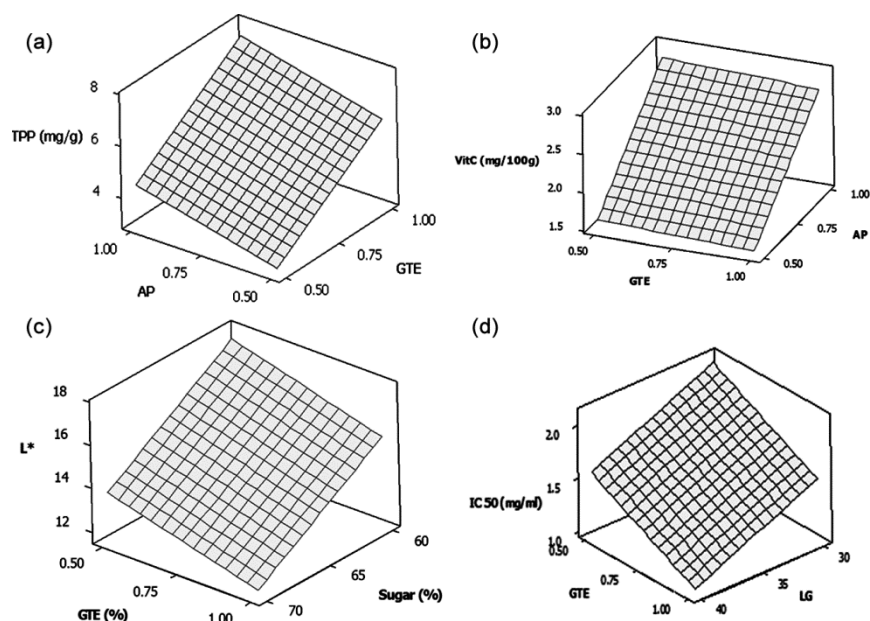 (a)
8
TPP (mg/g)
6
4
1.00
0.75
0.50
AP
0.50
0.75
1.00
GTE
(b)
3.0
2.5
VitC (mg/100g)
2.0
1.5
0.50
0.75
1.00
GTE
0.50
0.75
1.00
AP
(c)
18
16
L*
14
12
0.50
0.75
1.00
GTE (%)
70
65
60
Sugar (%)
(d)
2.0
1.5
IC 50 (mg/ml)
1.0
0.50
0.75
1.00
GTE
40
35
30
LG